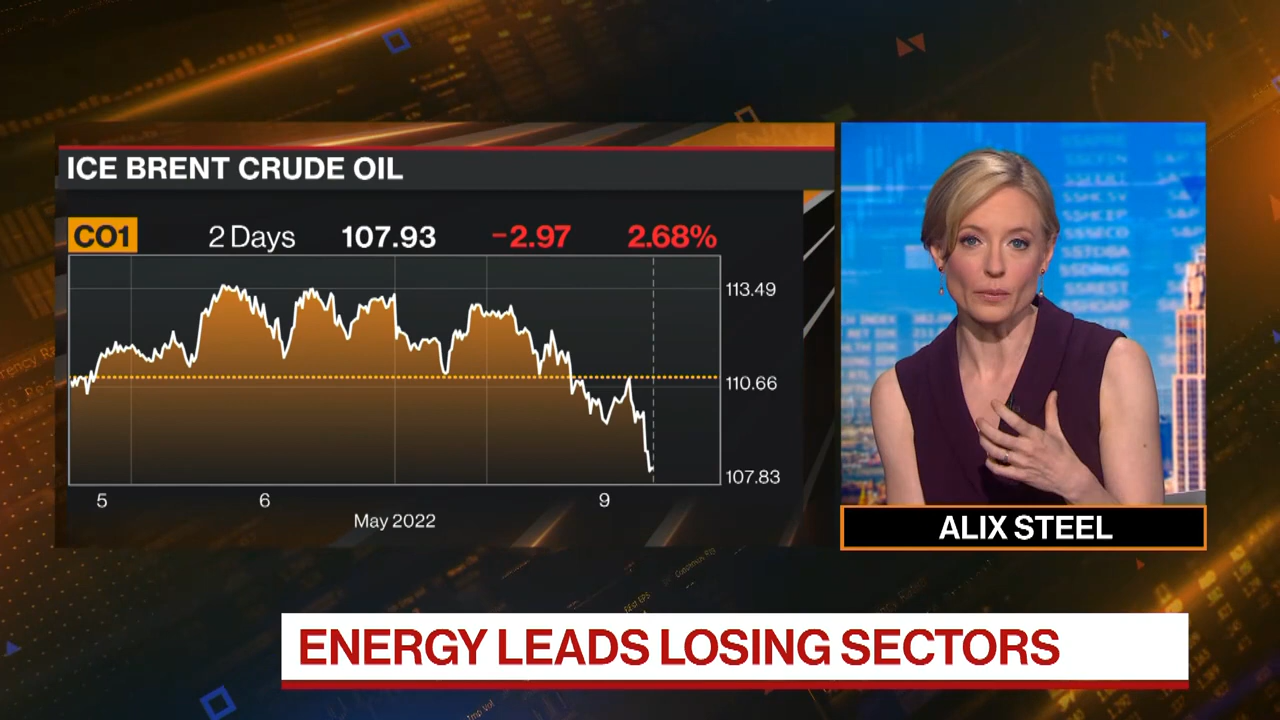 ICE BRENT CRUDE OIL
CO1 2 Days 107.93 −2.97 2.68%
113.49
110.66
107.83
5 6 9
May 2022
ALIX STEEL
ENERGY LEADS LOSING SECTORS